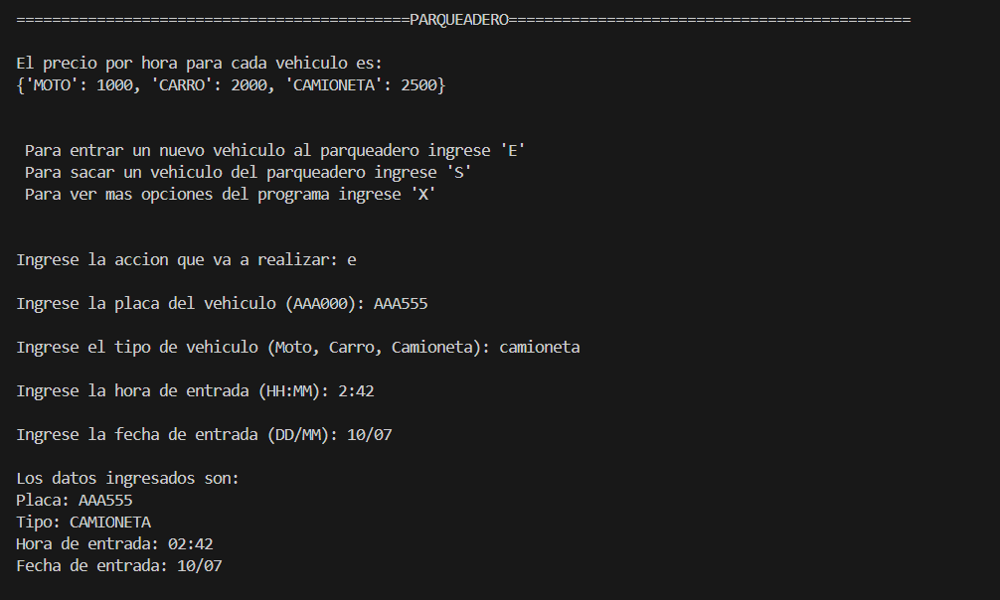 ============================================PARQUEADERO=============================================
El precio por hora para cada vehiculo es:
{'MOTO': 1000, 'CARRO': 2000, 'CAMIONETA': 2500}
Para entrar un nuevo vehiculo al parqueadero ingrese 'E'
Para sacar un vehiculo del parqueadero ingrese 'S'
Para ver mas opciones del programa ingrese 'X'
Ingrese la accion que va a realizar: e
Ingrese la placa del vehiculo (AAA000): AAA555
Ingrese el tipo de vehiculo (Moto, Carro, Camioneta): camioneta
Ingrese la hora de entrada (HH:MM): 2:42
Ingrese la fecha de entrada (DD/MM): 10/07
Los datos ingresados son:
Placa: AAA555
Tipo: CAMIONETA
Hora de entrada: 02:42
Fecha de entrada: 10/07